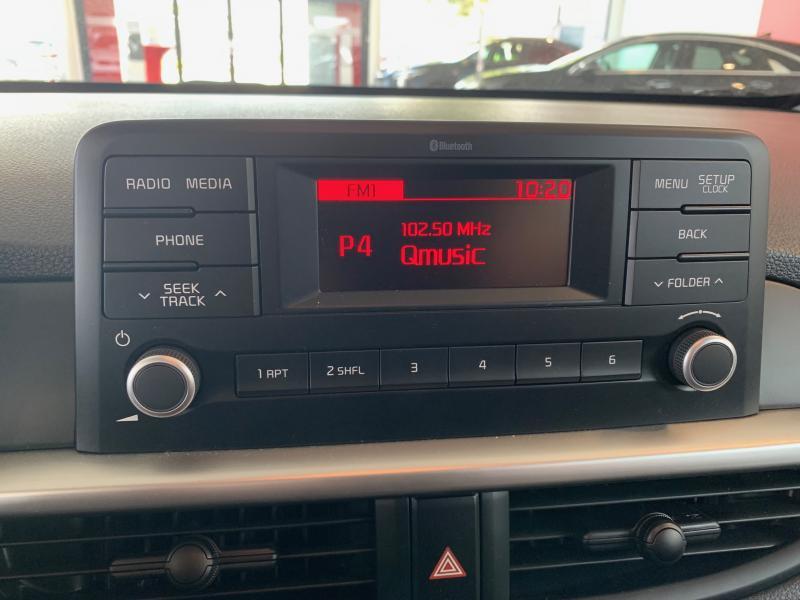 Bluetooth
RADIO MEDIA
FM1 10:20
MENU SETUP
CLOCK
PHONE
102.50 MHz
P4
Qmusic
BACK
SEEK
TRACK
FOLDER
1 RPT 2 SHFL 3 4 5 6